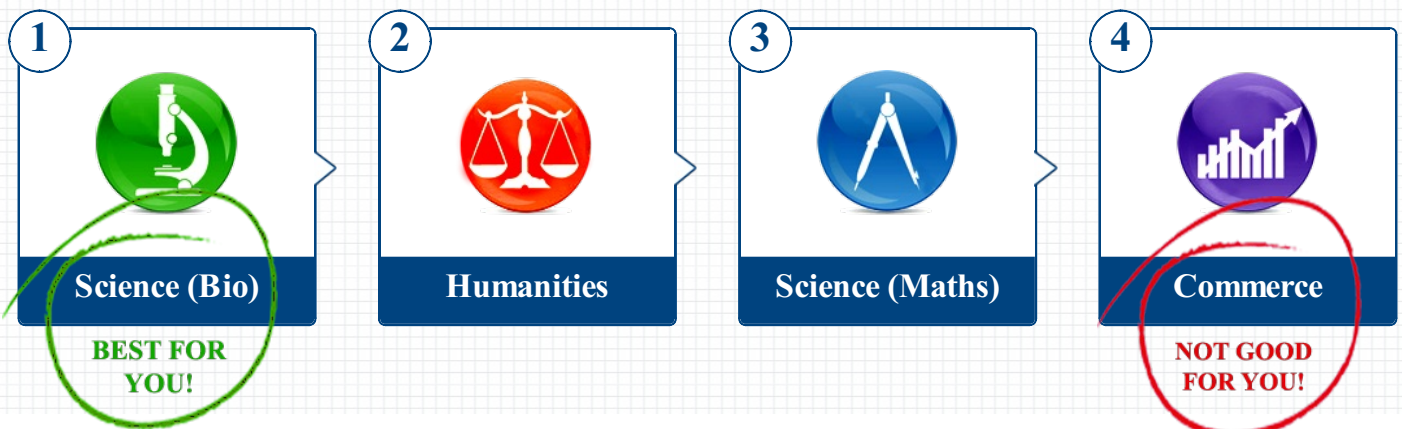 1
2
3
4
Science (Bio)
Humanities
Science (Maths)
Commerce
BEST FOR
YOU!
NOT GOOD
FOR YOU!